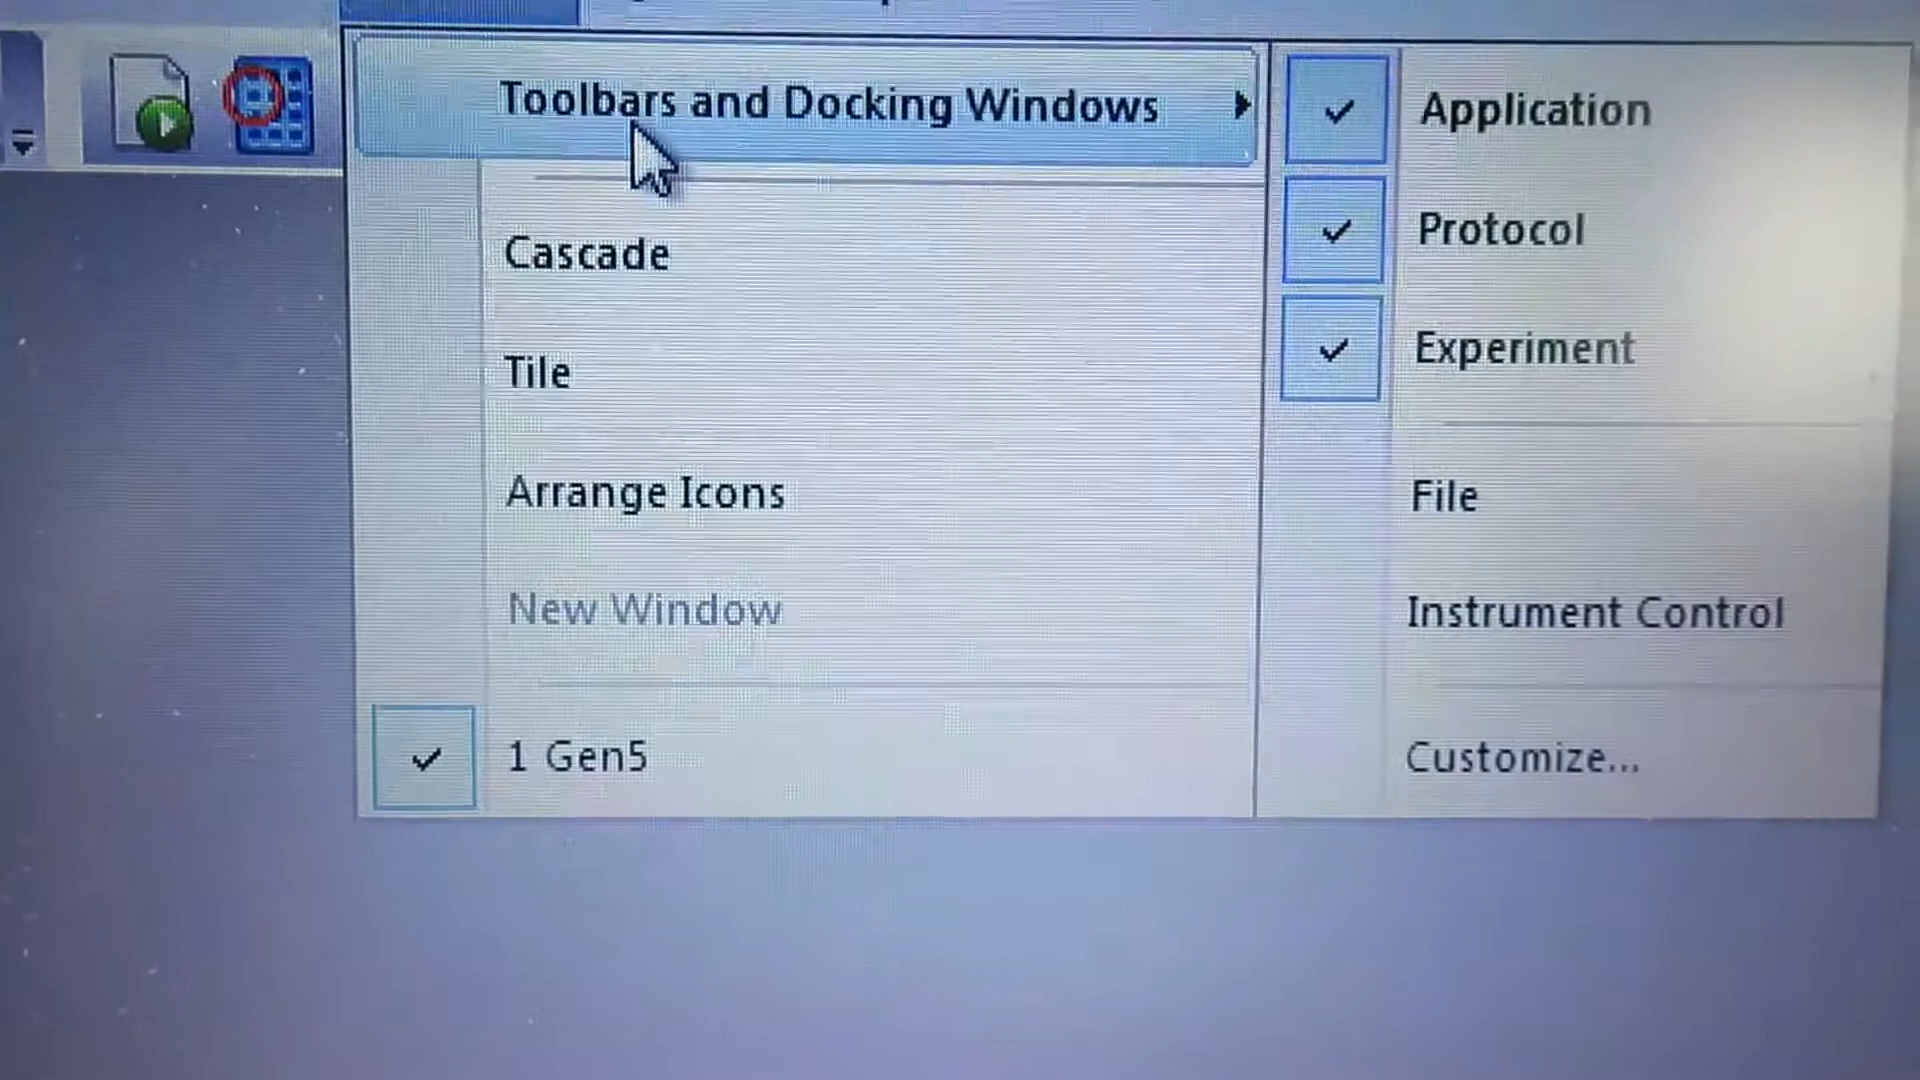 Toolbars and Docking Windows
Cascade
Tile
Arrange Icons
New Window
1 Gen5
Application
Protocol
Experiment
File
Instrument Control
Customize...